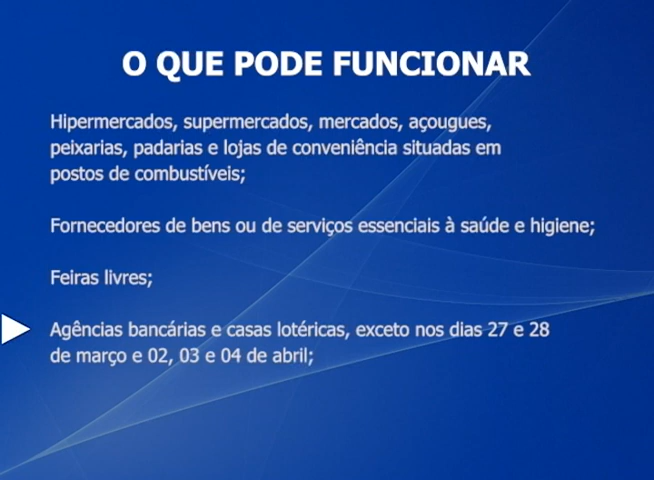 O QUE PODE FUNCIONAR
Hipermercados, supermercados, mercados, açougues,
peixarias, padarias e lojas de conveniência situadas em
postos de combustíveis;
Fornecedores de bens ou de serviços essenciais à saúde e higiene;
Feiras livres;
Agências bancárias e casas lotéricas, exceto nos dias 27 e 28
de março e 02, 03 e 04 de abril;